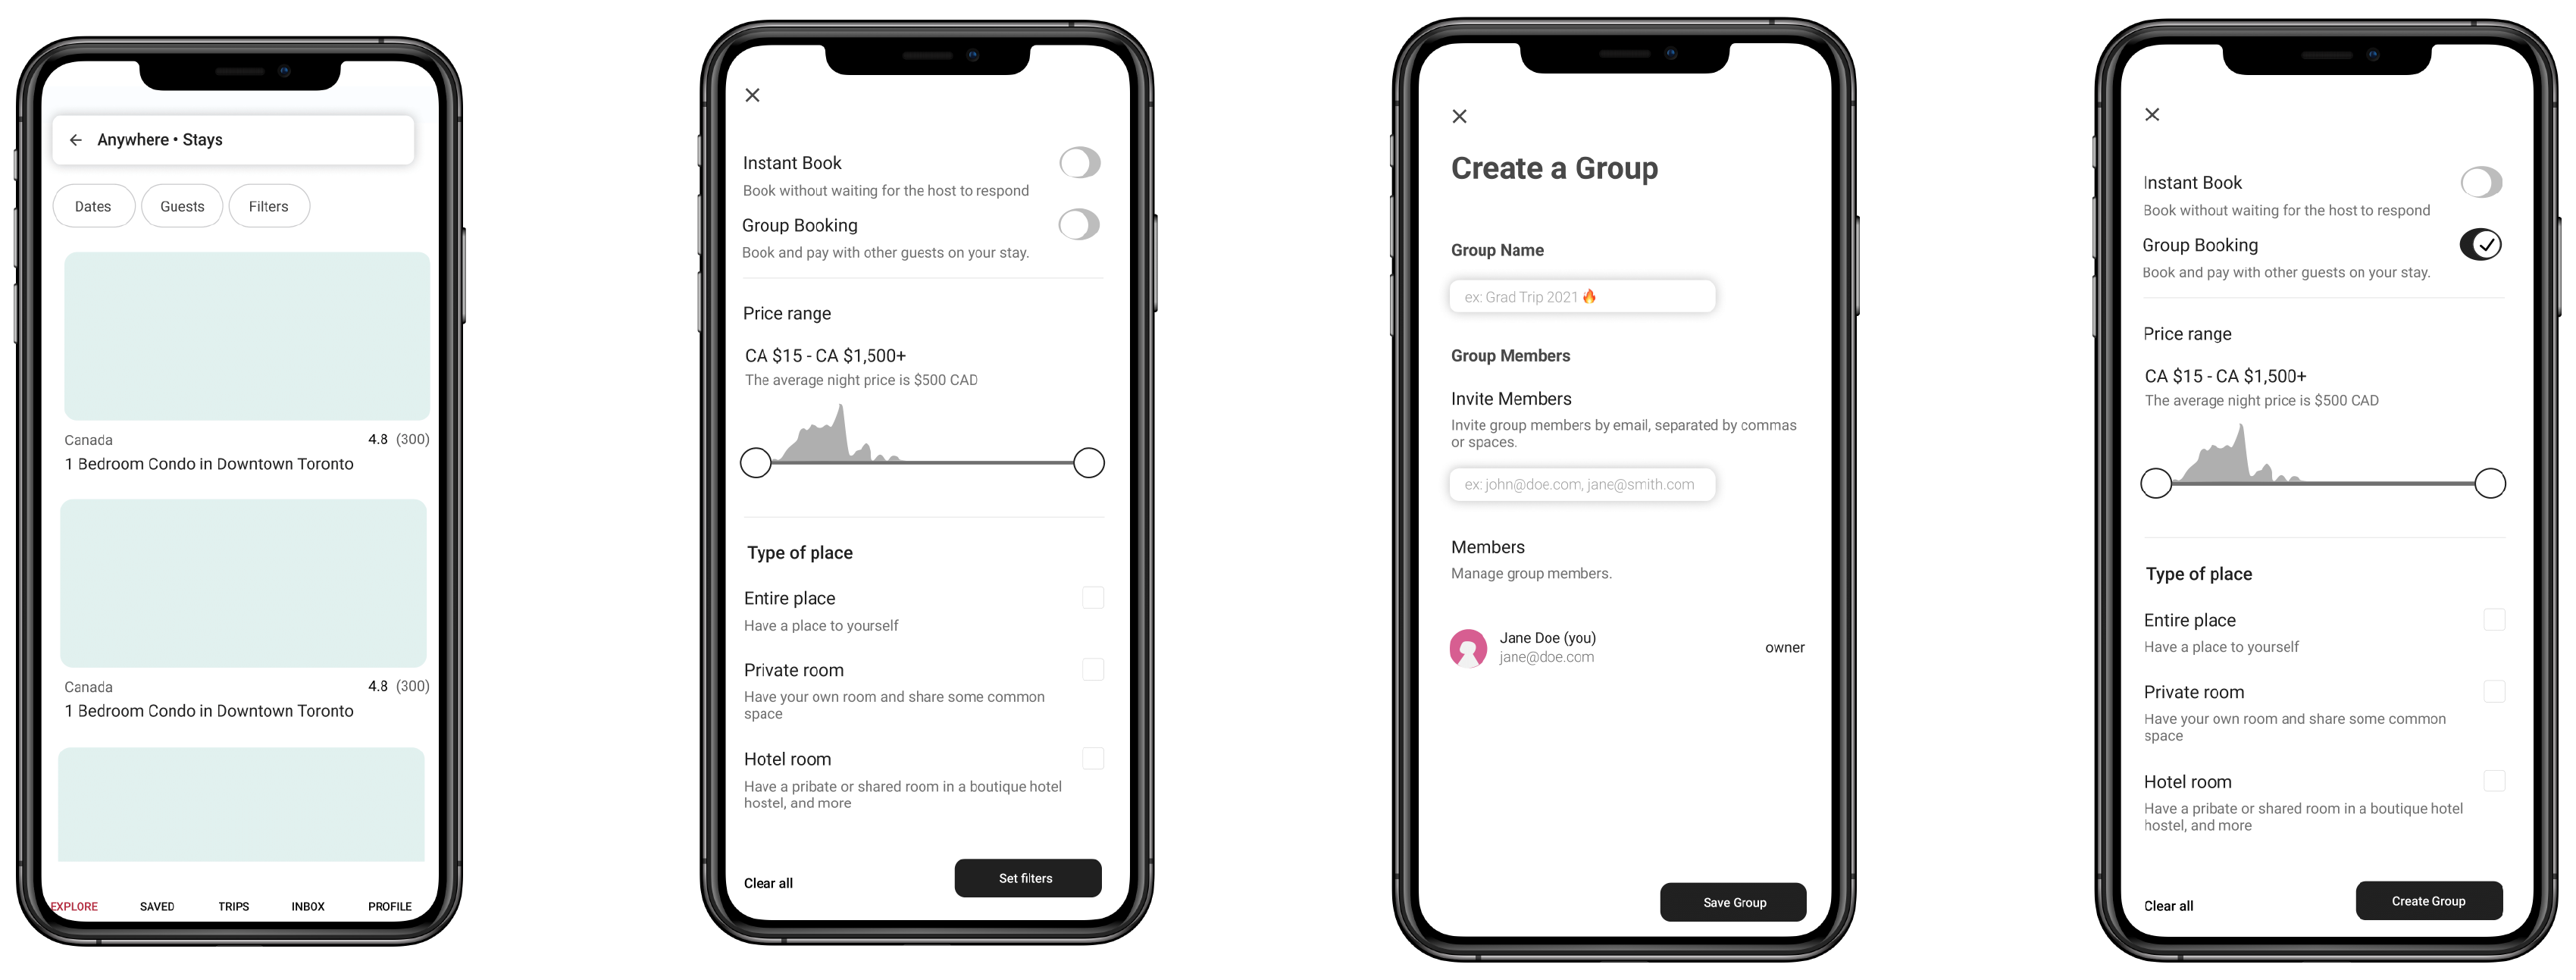 Anywhere • Stays
Dates
Guests
Filters
Canada
4.8 (300)
1 Bedroom Condo in Downtown Toronto
Canada
4.8 (300)
1 Bedroom Condo in Downtown Toronto
EXPLORE
SAVED
TRIPS
INBOX
PROFILE
Instant Book
Book without waiting for the host to respond
Group Booking
Book and pay with other guests on your stay.
Price range
CA $15 - CA $1,500+
The average night price is $500 CAD
Type of place
Entire place
Have a place to yourself
Private room
Have your own room and share some common
space
Hotel room
Have a pribate or shared room in a boutique hotel
hostel, and more
Clear all
Set filters
Create a Group
Group Name
ex: Grad Trip 2021 🔥
Group Members
Invite Members
Invite group members by email, separated by commas
or spaces.
ex: john@doe.com, jane@smith.com
Members
Manage group members.
Jane Doe (you)
jane@doe.com
owner
Save Group
Instant Book
Book without waiting for the host to respond
Group Booking
Book and pay with other guests on your stay.
Price range
CA $15 - CA $1,500+
The average night price is $500 CAD
Type of place
Entire place
Have a place to yourself
Private room
Have your own room and share some common
space
Hotel room
Have a pribate or shared room in a boutique hotel
hostel, and more
Clear all
Create Group